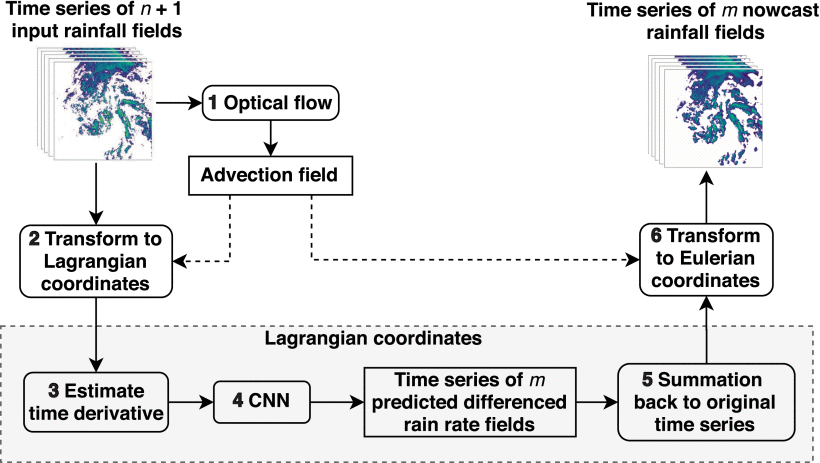 Time series of n + 1
input rainfall fields
Time series of m nowcast
rainfall fields
1 Optical flow
Advection field
2 Transform to
Lagrangian
coordinates
6 Transform
to Eulerian
coordinates
Lagrangian coordinates
3 Estimate
time derivative
4 CNN
Time series of m
predicted differenced
rain rate fields
5 Summation
back to original
time series